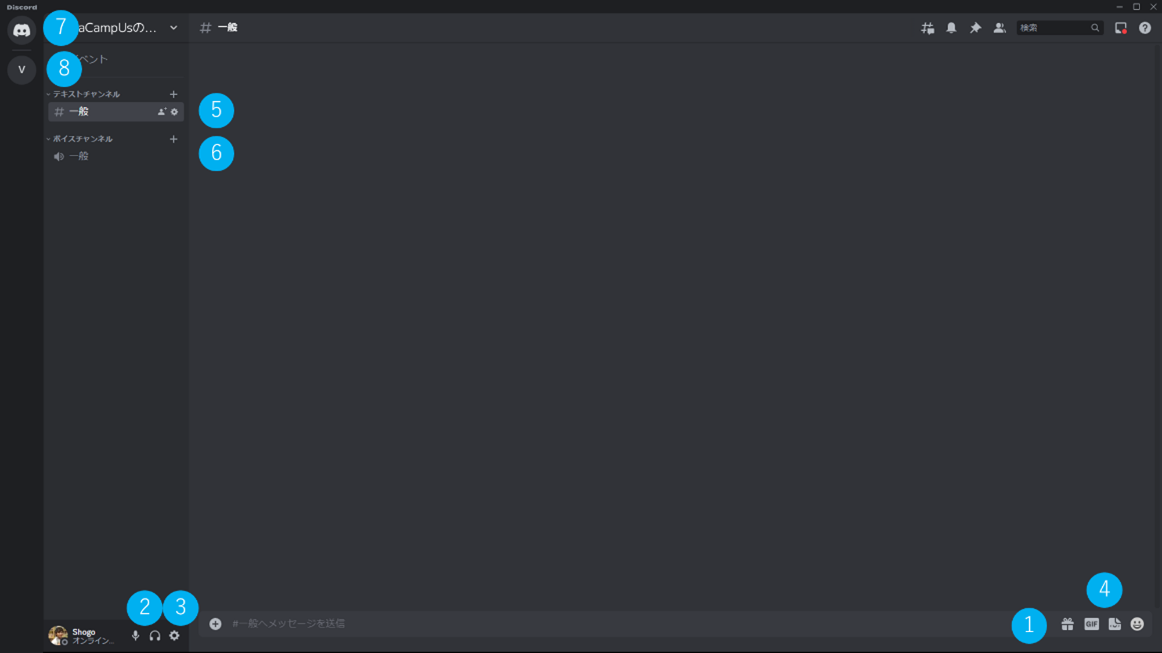 Discord
7
aCampUsの...
# 一般
検索
8
ベント
V
テキストチャンネル
# 一般
5
ボイスチャンネル
6
一般
4
2
3
Shogo
オンライン...
#一般へメッセージを送信
1
GIF